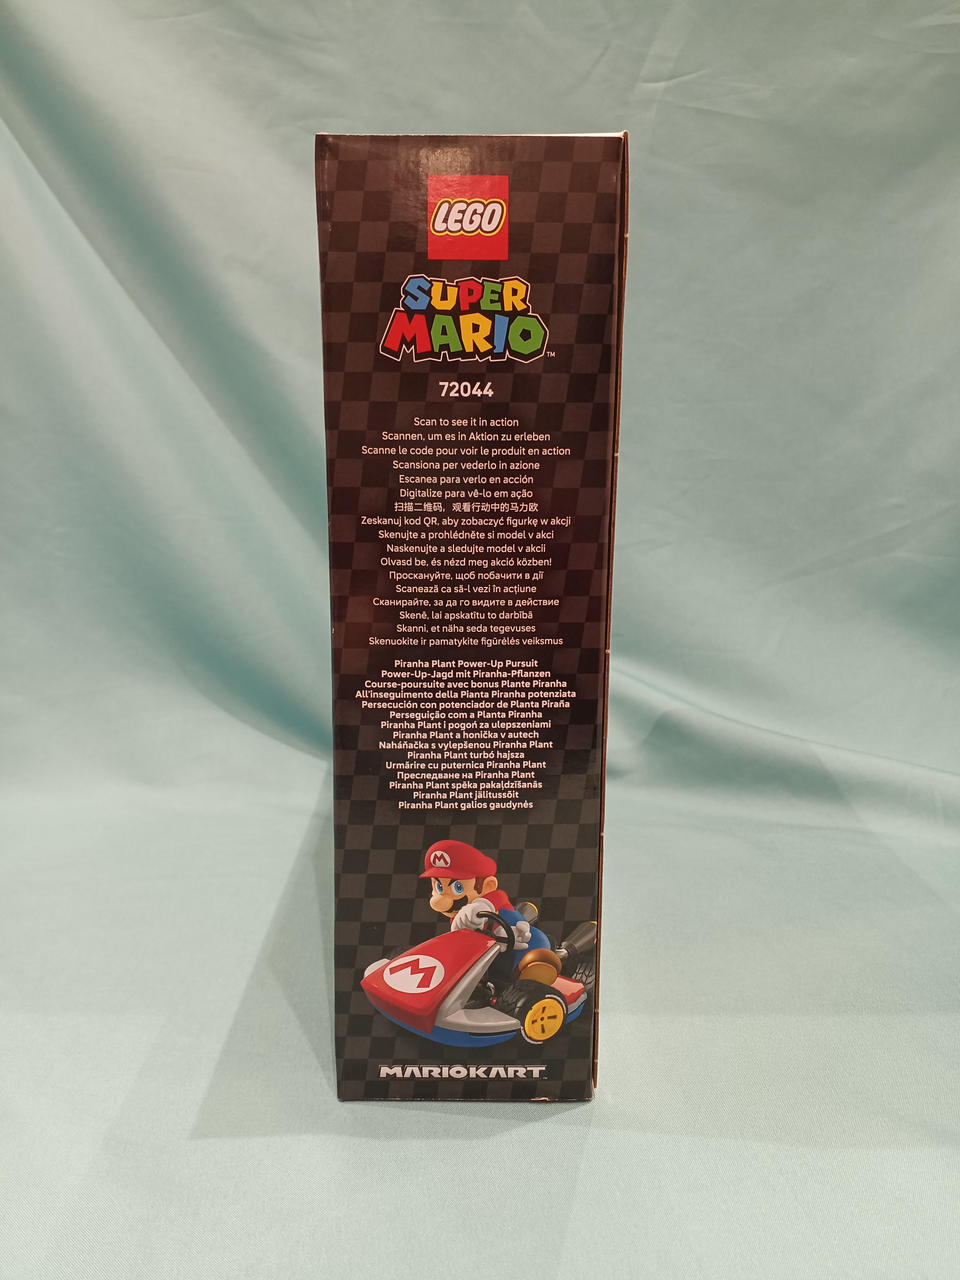 LEGO
SUPER
MARIO™
72044
Scan to see it in action
Scannen, um es in Aktion zu erleben
Scanne le code pour voir le produit en action
Scansiona per vederlo in azione
Escanea para verlo en acción
Digitalize para vê-lo em ação
扫描二维码，观看行动中的马力欧
Zeskanuj kod QR, aby zobaczyć figurkę w akcji
Skenujte a prohlédněte si model v akci
Naskenujte a sledujte model v akcii
Olvasd be, és nézd meg akció közben!
Проскануйте, щоб побачити в дії
Scanează ca să-l vezi în acțiune
Сканирайте, за да го видите в действие
Skenē, lai apskatītu to darbībā
Skanni, et näha seda tegevuses
Skenuokite ir pamatykite figūrėlės veiksmus
Piranha Plant Power-Up Pursuit
Power-Up-Jagd mit Piranha-Pflanzen
Course-poursuite avec bonus Plante Piranha
All'inseguimento della Pianta Piranha potenziata
Persecución con potenciador de Planta Piraña
Perseguição com a Planta Piranha
Piranha Plant i pogoń za ulepszeniami
Piranha Plant a honička v autech
Naháňačka s vylepšenou Piranha Plant
Piranha Plant turbó hajsza
Urmărire cu puternica Piranha Plant
Преследване на Piranha Plant
Piranha Plant spēka pakaļdzīšanās
Piranha Plant jälitussõit
Piranha Plant galios gaudynės
M
M
MARIOKART™